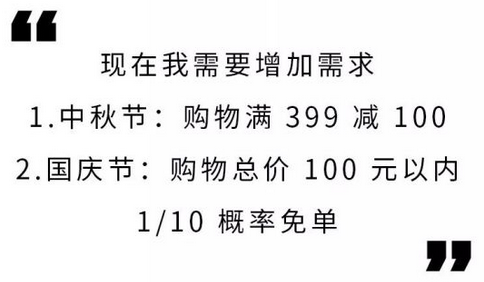 “
现在我需要增加需求
1.中秋节：购物满 399 减 100
2.国庆节：购物总价 100 元以内
1/10 概率免单
”